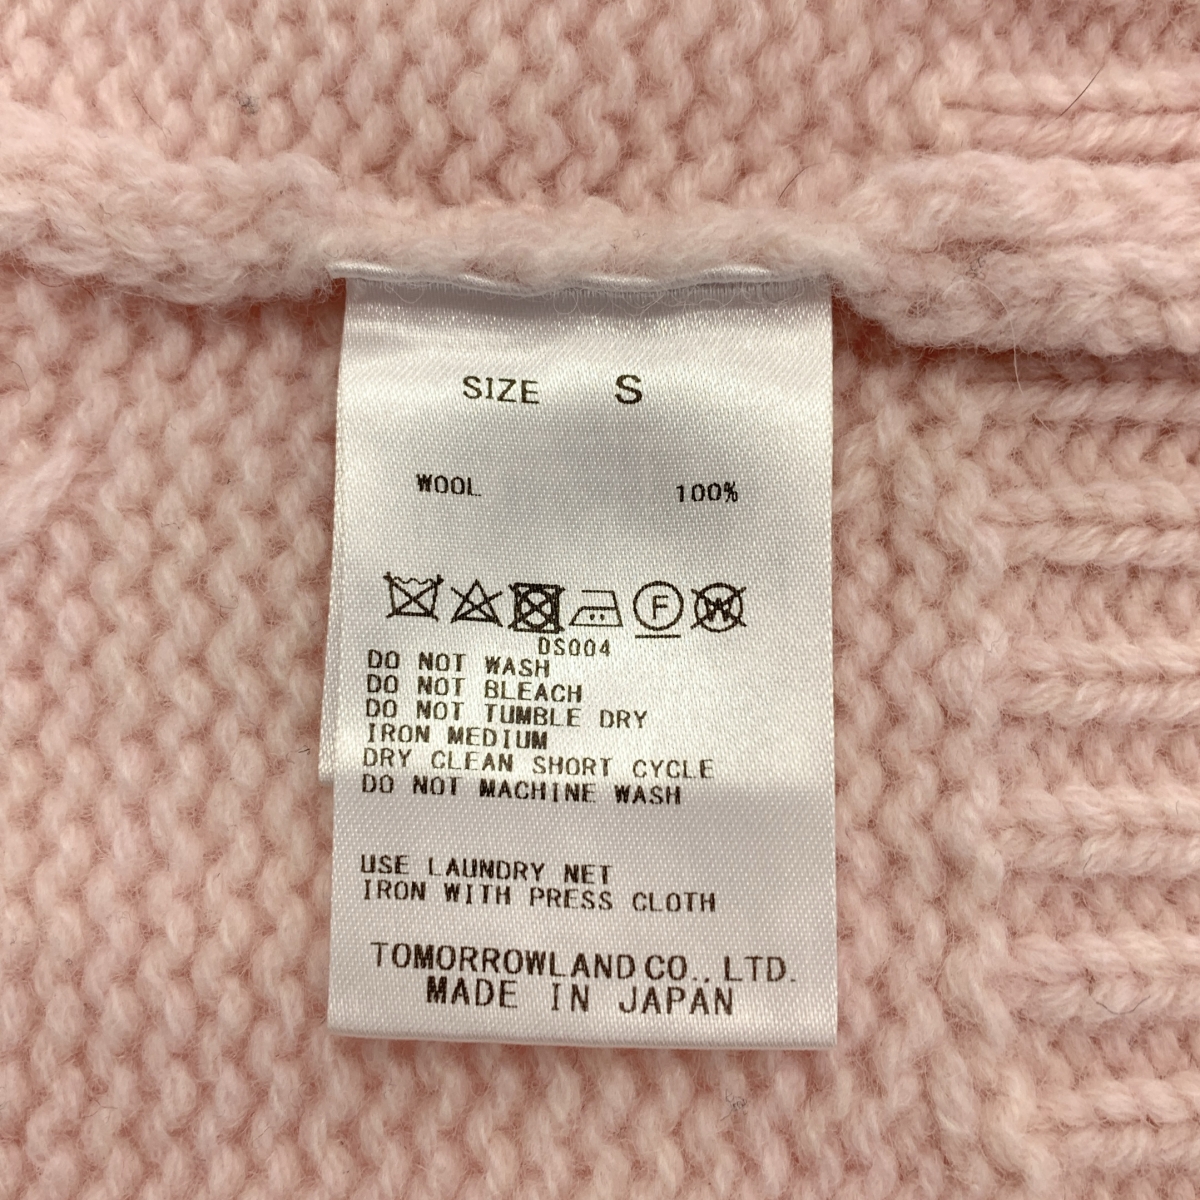 SIZE S
WOOL 100%
F W
DS004
DO NOT WASH
DO NOT BLEACH
DO NOT TUMBLE DRY
IRON MEDIUM
DRY CLEAN SHORT CYCLE
DO NOT MACHINE WASH
USE LAUNDRY NET
IRON WITH PRESS CLOTH
TOMORROWLAND CO., LTD.
MADE IN JAPAN